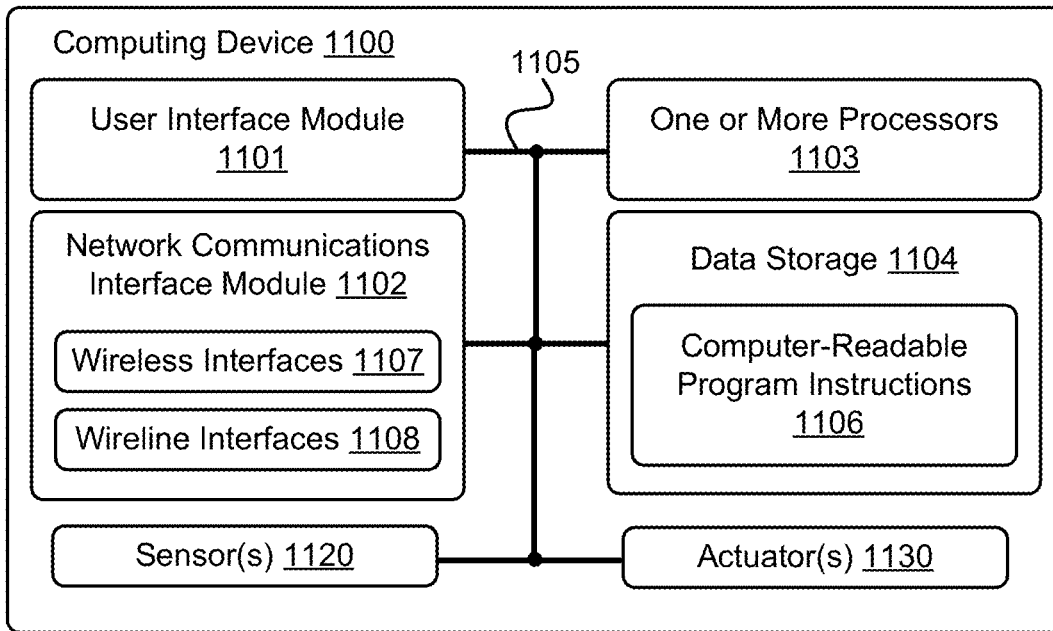 Computing Device 1100
1105
User Interface Module
1101
One or More Processors
1103
Network Communications
Interface Module 1102
Wireless Interfaces 1107
Wireline Interfaces 1108
Data Storage 1104
Computer-Readable
Program Instructions
1106
Sensor(s) 1120
Actuator(s) 1130